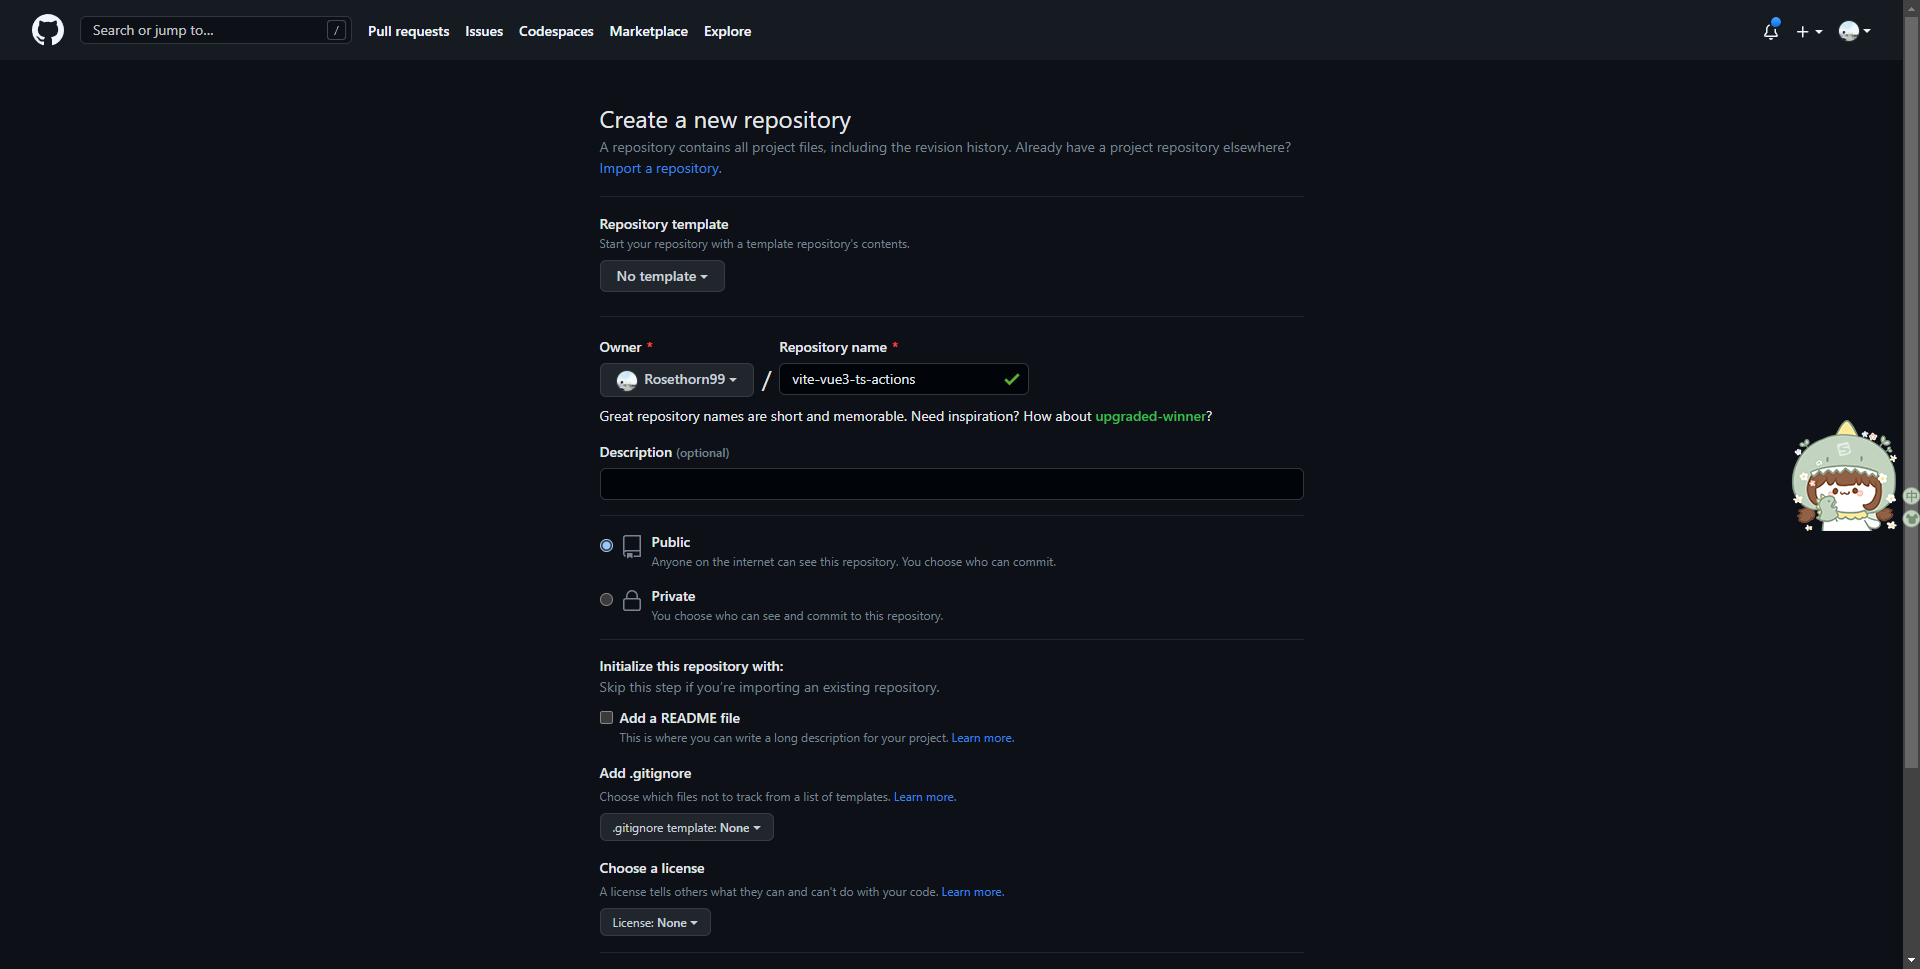 Search or jump to... /
Pull requests Issues Codespaces Marketplace Explore
Create a new repository
A repository contains all project files, including the revision history. Already have a project repository elsewhere?
Import a repository.
Repository template
Start your repository with a template repository's contents.
No template
Owner * Repository name *
Rosethorn99 / vite-vue3-ts-actions
Great repository names are short and memorable. Need inspiration? How about upgraded-winner?
Description (optional)
S
中
Public
Anyone on the internet can see this repository. You choose who can commit.
Private
You choose who can see and commit to this repository.
Initialize this repository with:
Skip this step if you're importing an existing repository.
Add a README file
This is where you can write a long description for your project. Learn more.
Add .gitignore
Choose which files not to track from a list of templates. Learn more.
.gitignore template: None
Choose a license
A license tells others what they can and can't do with your code. Learn more.
License: None